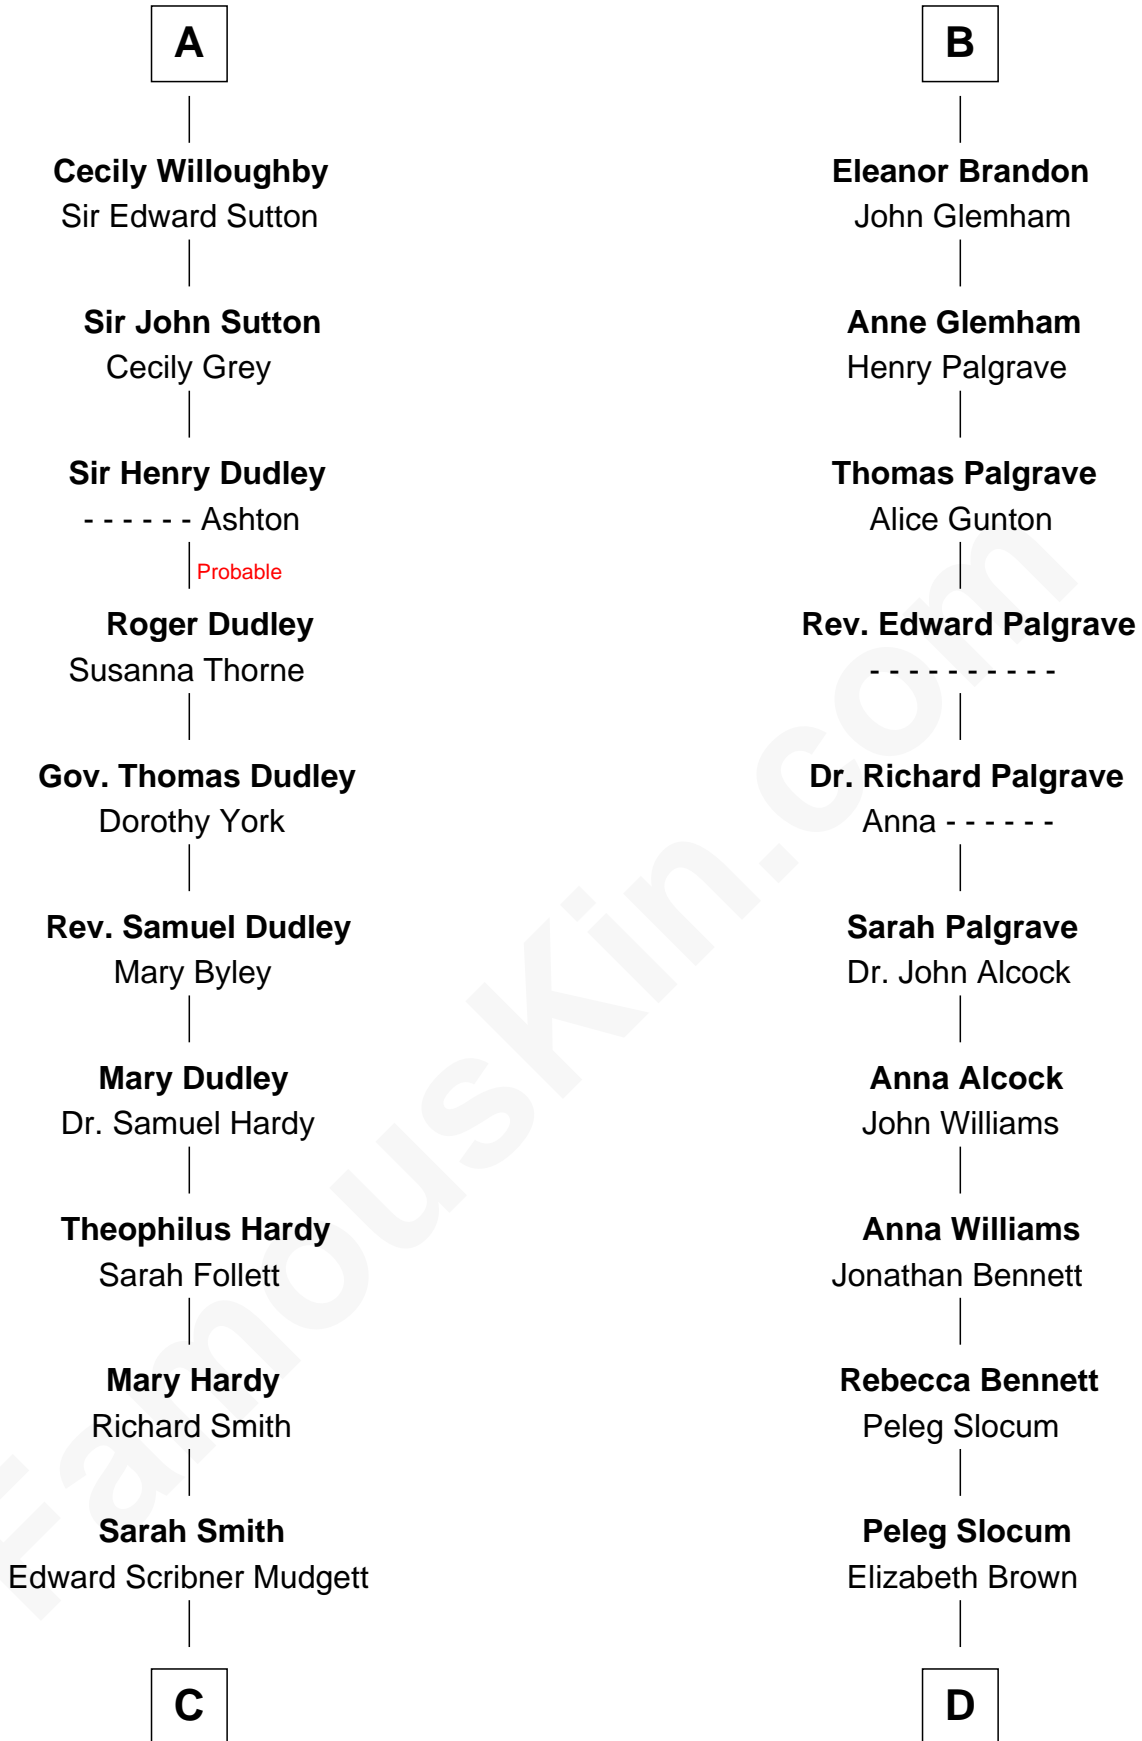 A
Cecily Willoughby
Sir Edward Sutton
Sir John Sutton
Cecily Grey
Sir Henry Dudley
- - - - - - Ashton
Probable
Roger Dudley
Susanna Thorne
Gov. Thomas Dudley
Dorothy York
Rev. Samuel Dudley
Mary Byley
Mary Dudley
Dr. Samuel Hardy
Theophilus Hardy
Sarah Follett
Mary Hardy
Richard Smith
Sarah Smith
Edward Scribner Mudgett
C
B
Eleanor Brandon
John Glemham
Anne Glemham
Henry Palgrave
Thomas Palgrave
Alice Gunton
Rev. Edward Palgrave
- - - - - - - - - -
Dr. Richard Palgrave
Anna - - - - - -
Sarah Palgrave
Dr. John Alcock
Anna Alcock
John Williams
Anna Williams
Jonathan Bennett
Rebecca Bennett
Peleg Slocum
Peleg Slocum
Elizabeth Brown
D
FamousKin.com